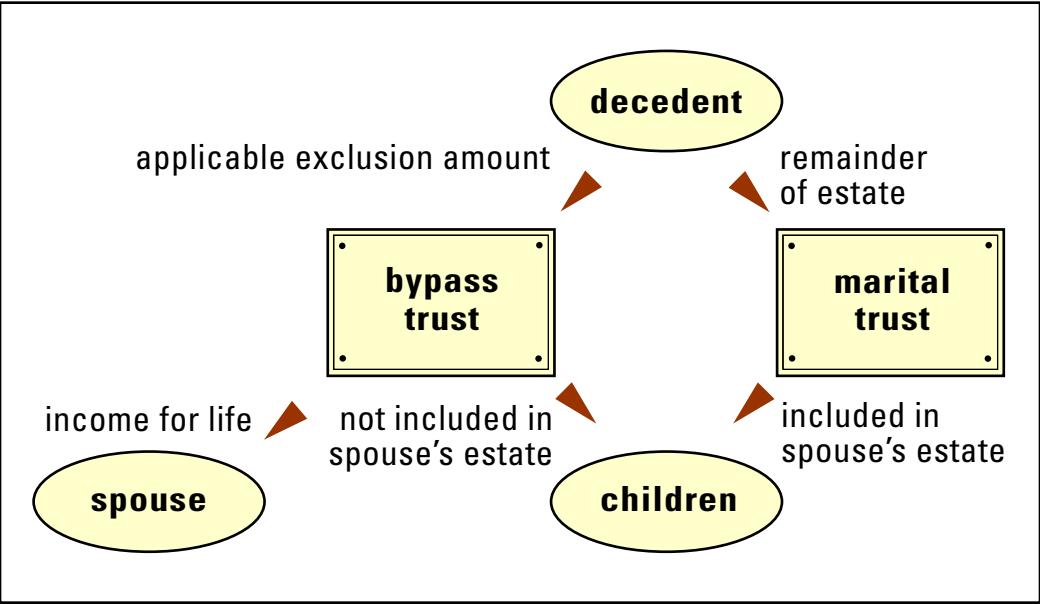 decedent
applicable exclusion amount
remainder
of estate
bypass
trust
marital
trust
income for life
not included in
spouse's estate
included in
spouse's estate
spouse
children